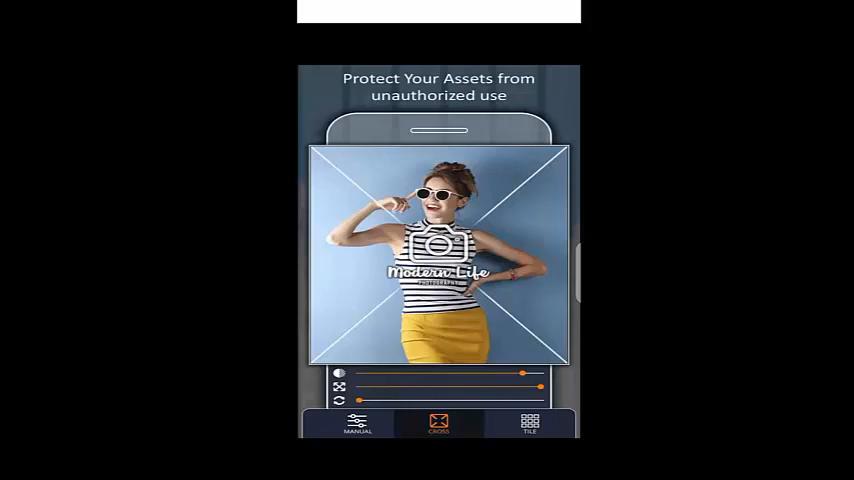 Protect Your Assets from
unauthorized use
Modern Life
PHOTOGRAPHY
MANUAL
CROSS
TILE